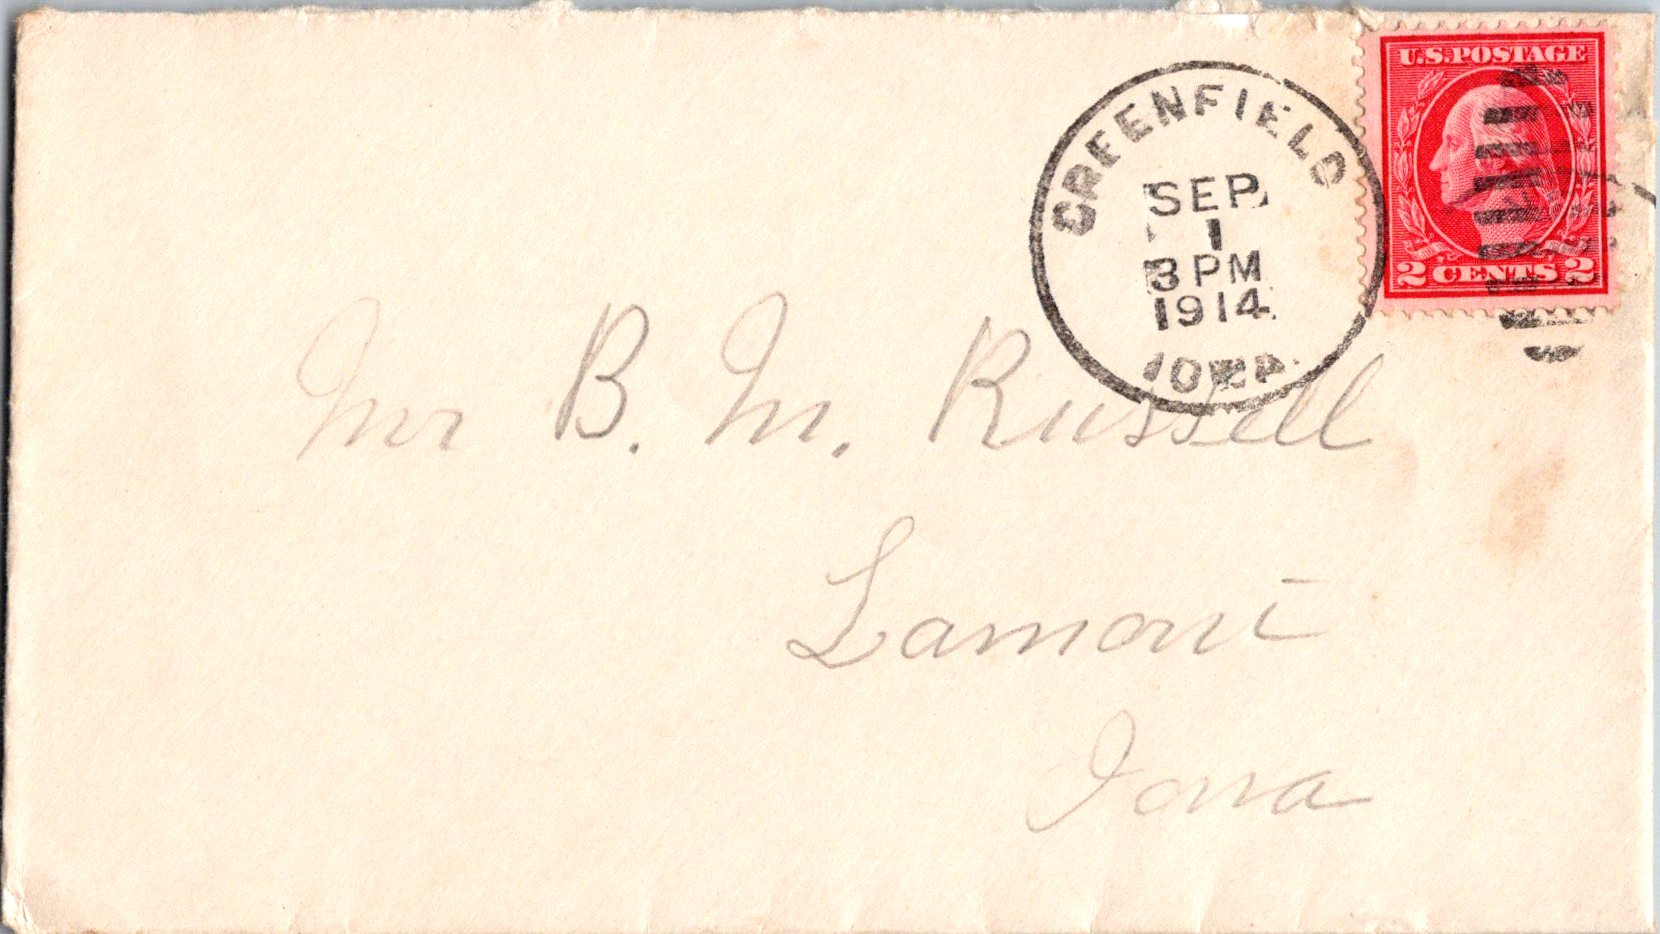 U.S. POSTAGE
2 CENTS 2
GREENFIELD
SEP
1
3 PM
1914
IOWA
Mr B. M. Russell
Lamont
Iowa